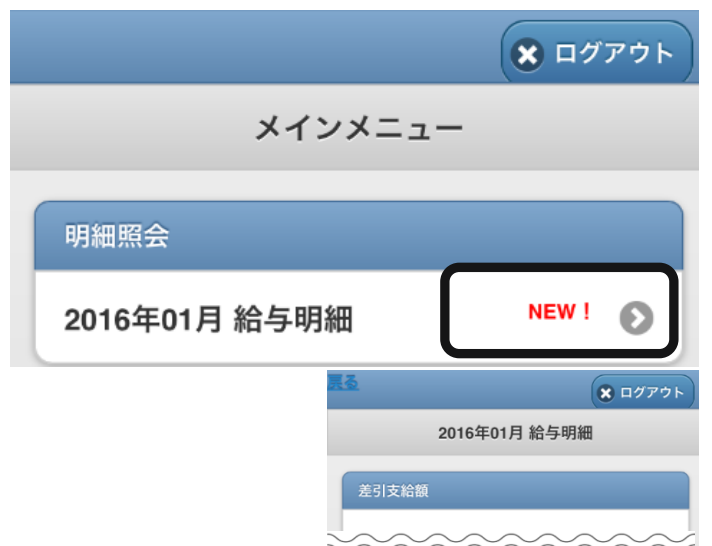 ログアウト
メインメニュー
明細照会
2016年01月 給与明細
NEW！
戻る
ログアウト
2016年01月 給与明細
差引支給額